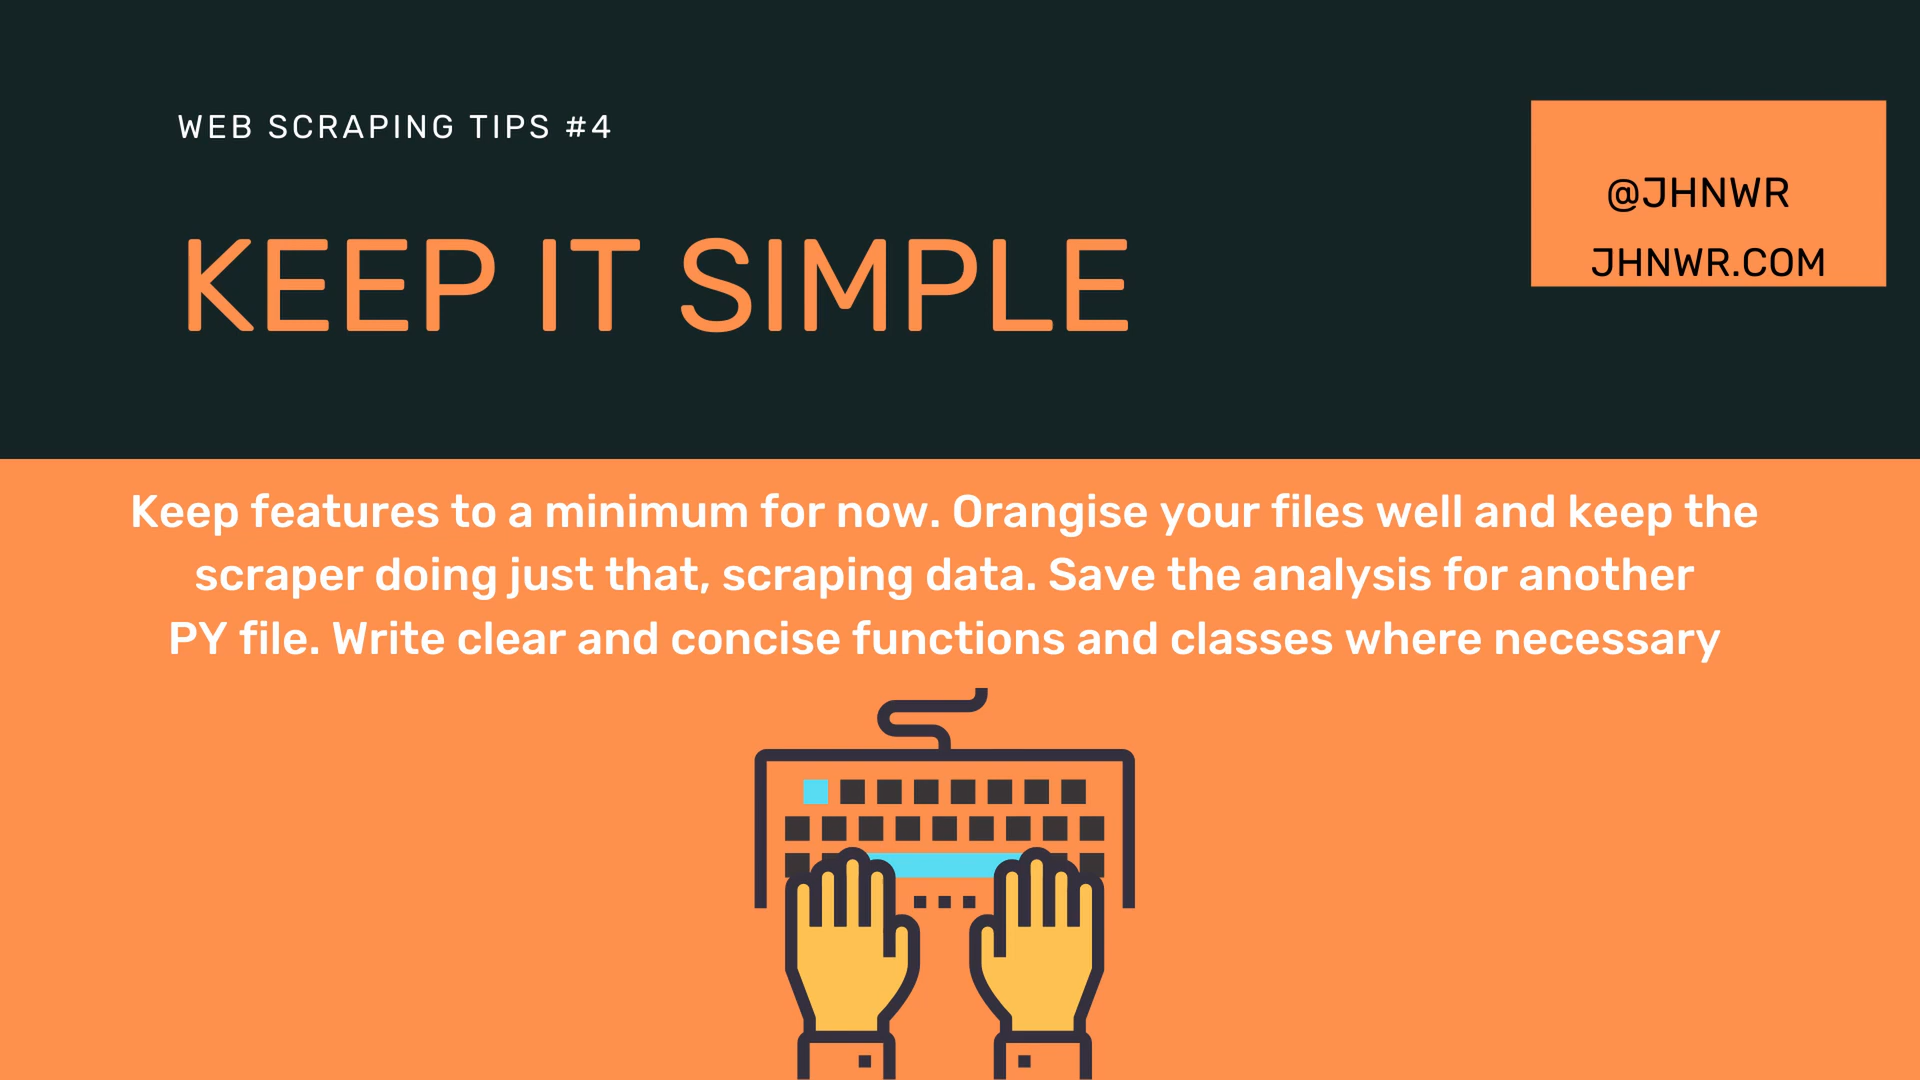 WEB SCRAPING TIPS #4
@JHNWR
JHNWR.COM
KEEP IT SIMPLE
Keep features to a minimum for now. Orangise your files well and keep the
scraper doing just that, scraping data. Save the analysis for another
PY file. Write clear and concise functions and classes where necessary